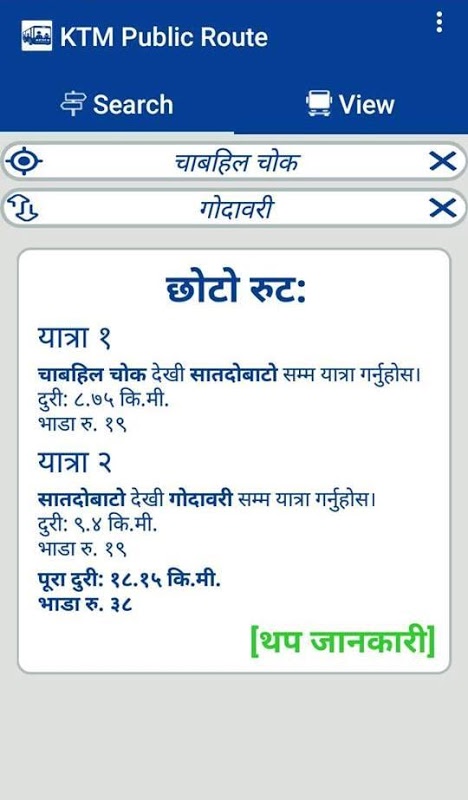 KTM Public Route
Search
View
चाबहिल चोक
गोदावरी
छोटो रुट:
यात्रा १
चाबहिल चोक देखी सातदोबाटो सम्म यात्रा गर्नुहोस।
दुरी: ८.७५ कि.मी.
भाडा रु. १९
यात्रा २
सातदोबाटो देखी गोदावरी सम्म यात्रा गर्नुहोस।
दुरी: ९.४ कि.मी.
भाडा रु. १९
पूरा दुरी: १८.१५ कि.मी.
भाडा रु. ३८
[थप जानकारी]